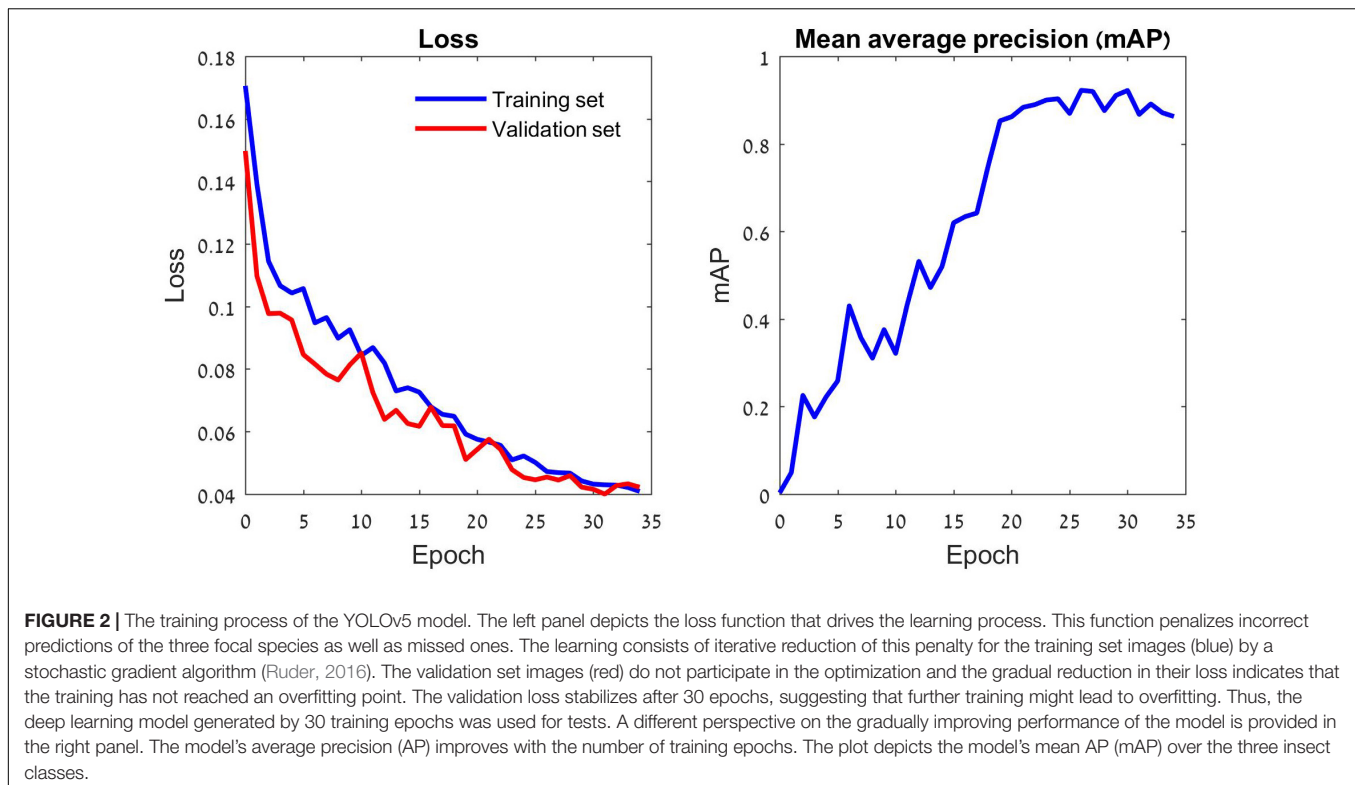 Loss
0.18
0.16
0.14
0.12
0.1
0.08
0.06
0.04
Loss
Training set
Validation set
0
5
10
15
20
25
30
35
Epoch
Mean average precision (mAP)
1
0.8
0.6
0.4
0.2
0
mAP
0
5
10
15
20
25
30
35
Epoch
FIGURE 2 | The training process of the YOLOv5 model. The left panel depicts the loss function that drives the learning process. This function penalizes incorrect
predictions of the three focal species as well as missed ones. The learning consists of iterative reduction of this penalty for the training set images (blue) by a
stochastic gradient algorithm (Ruder, 2016). The validation set images (red) do not participate in the optimization and the gradual reduction in their loss indicates that
the training has not reached an overfitting point. The validation loss stabilizes after 30 epochs, suggesting that further training might lead to overfitting. Thus, the
deep learning model generated by 30 training epochs was used for tests. A different perspective on the gradually improving performance of the model is provided in
the right panel. The model's average precision (AP) improves with the number of training epochs. The plot depicts the model's mean AP (mAP) over the three insect
classes.